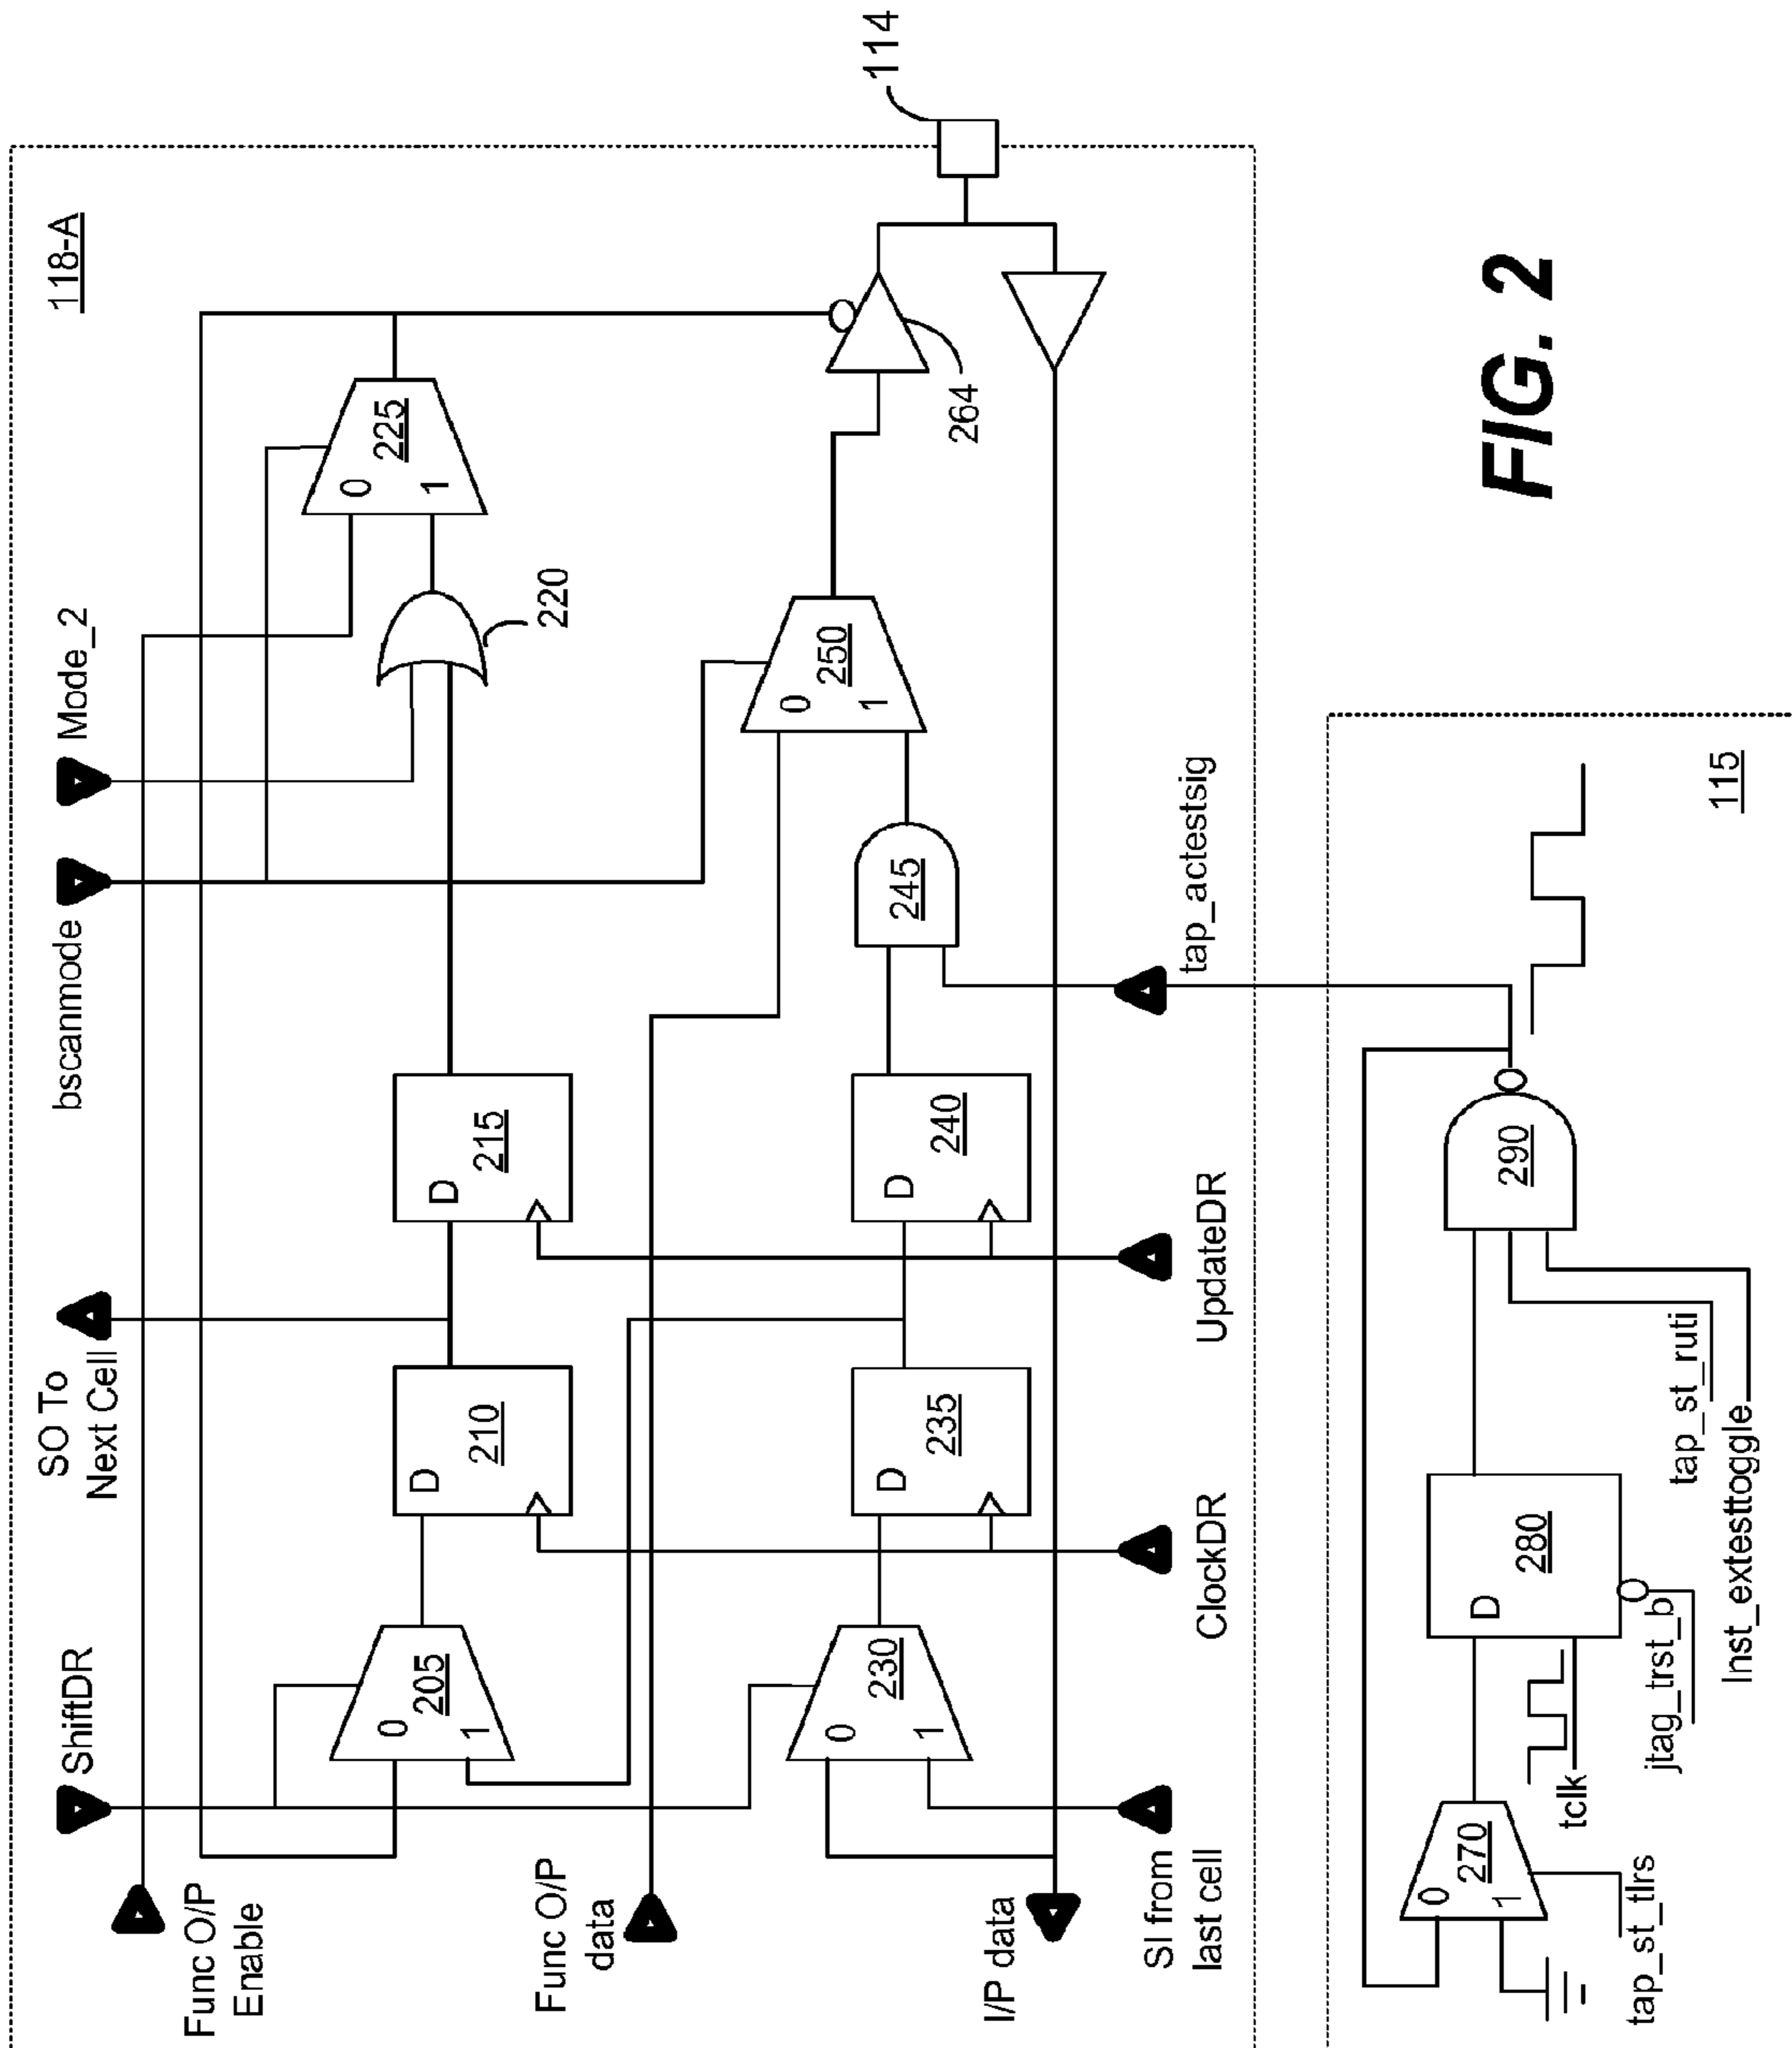 118-A
SO To
Next Cell
ShiftDR
bscanmode
Mode_2
Func O/P
Enable
Func O/P
data
I/P data
SI from
last cell
ClockDR
UpdateDR
tap_actestsig
0
1
205
D
210
D
215
220
0
1
225
0
1
230
D
235
D
240
245
0
1
250
264
114
115
0
1
270
tap_st_tlrs
tclk
D
280
jtag_trst_b
Inst_extesttoggle
tap_st_ruti
290
FIG. 2